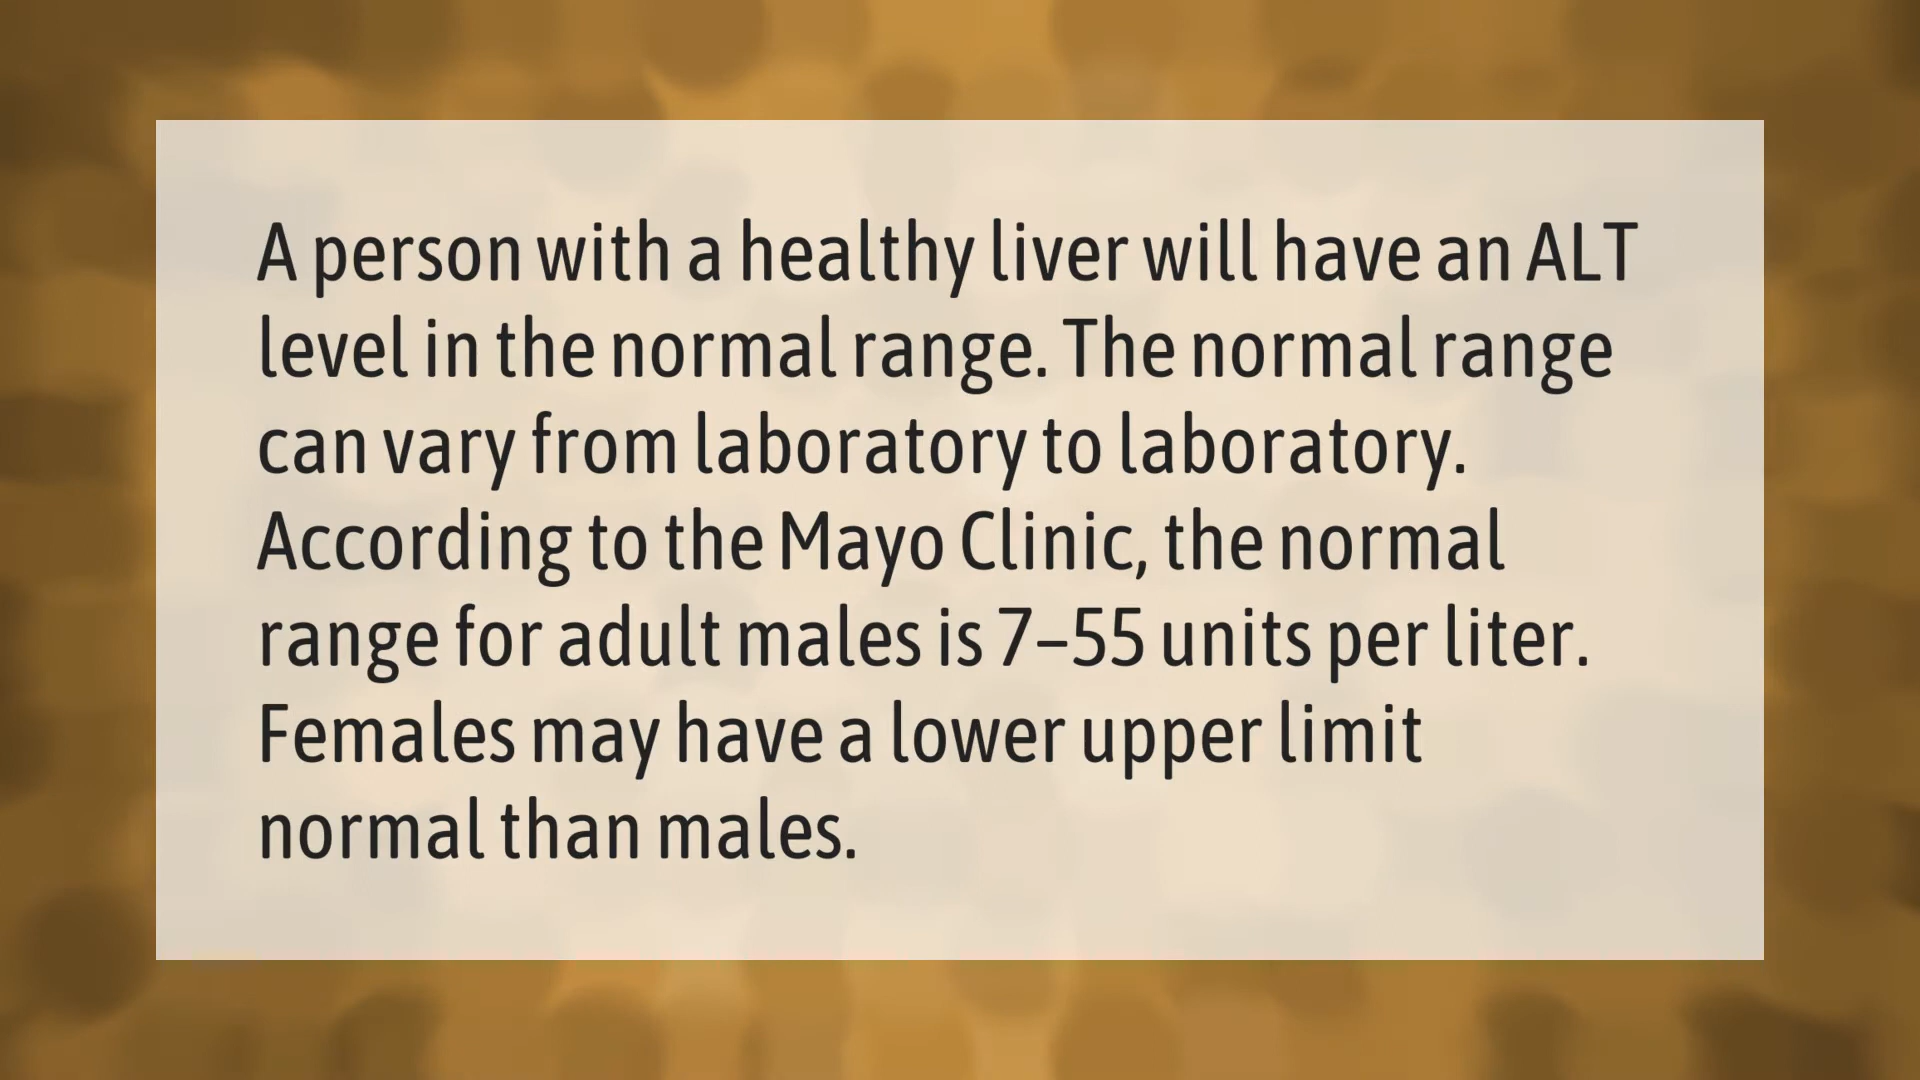 A person with a healthy liver will have an ALT
level in the normal range. The normal range
can vary from laboratory to laboratory.
According to the Mayo Clinic, the normal
range for adult males is 7–55 units per liter.
Females may have a lower upper limit
normal than males.